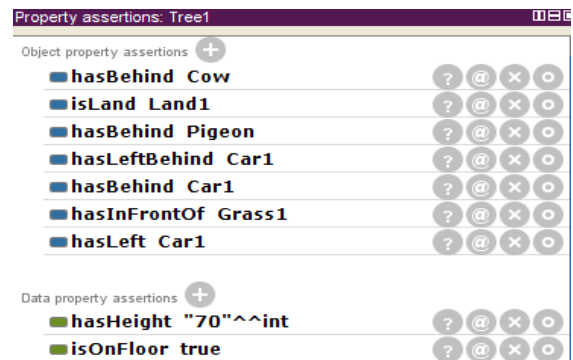 Property assertions: Tree1
Object property assertions
hasBehind Cow
isLand Land1
hasBehind Pigeon
hasLeftBehind Car1
hasBehind Car1
hasInFrontOf Grass1
hasLeft Car1
Data property assertions
hasHeight "70"^^int
isOnFloor true